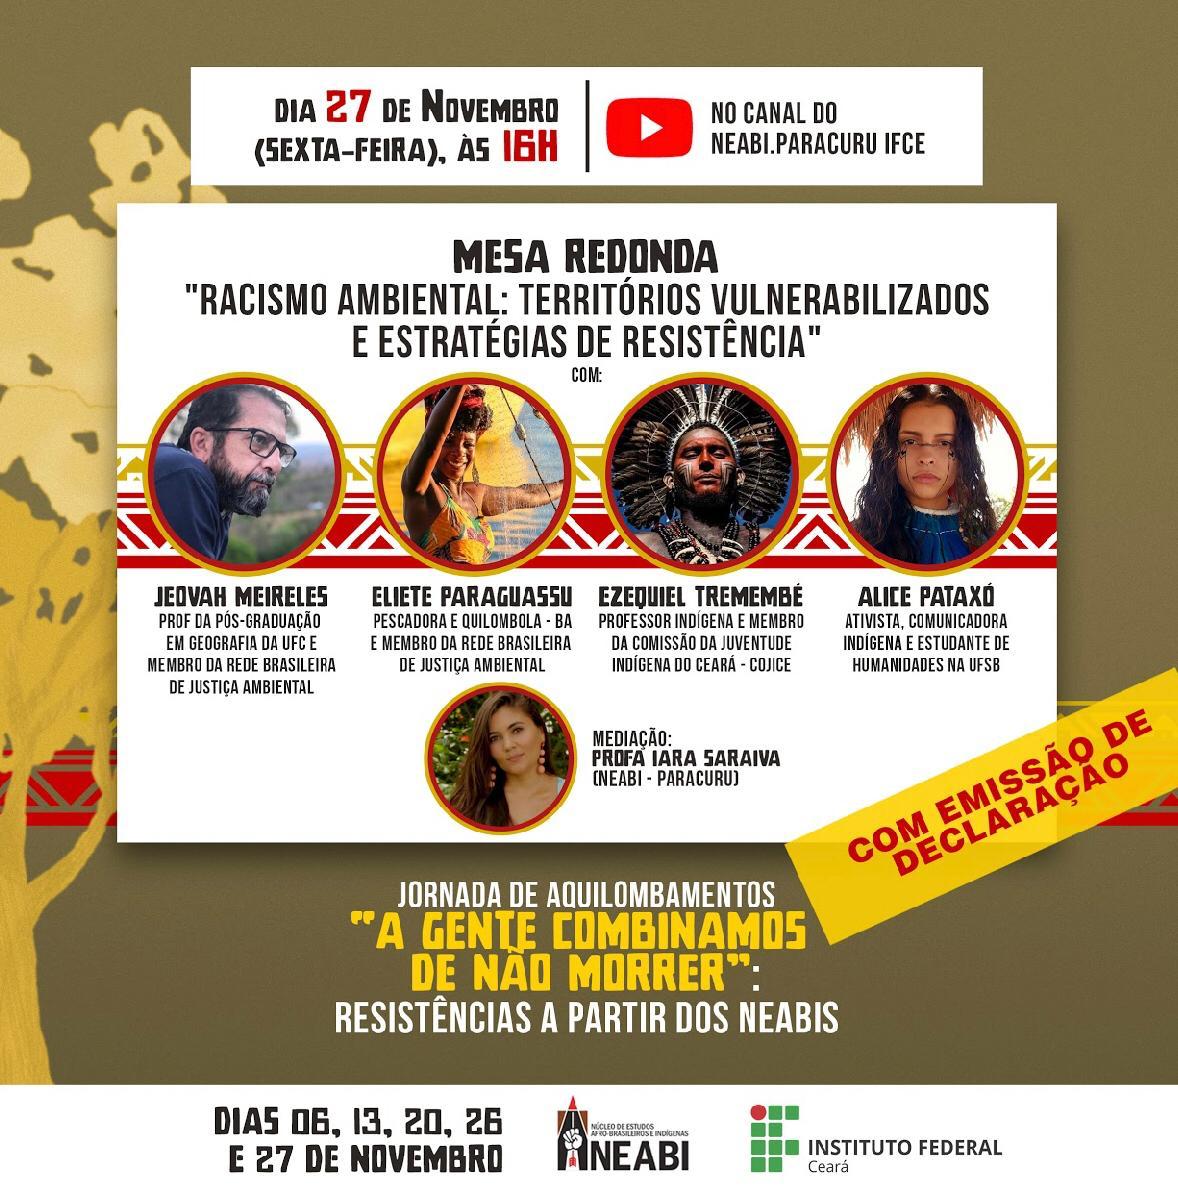 DIA 27 DE NOVEMBRO
(SEXTA-FEIRA), ÀS 16H
NO CANAL DO
NEABI.PARACURU IFCE
MESA REDONDA
"RACISMO AMBIENTAL: TERRITÓRIOS VULNERABILIZADOS
E ESTRATÉGIAS DE RESISTÊNCIA"
COM:
JEOVAH MEIRELES
PROF DA PÓS-GRADUAÇÃO
EM GEOGRAFIA DA UFC E
MEMBRO DA REDE BRASILEIRA
DE JUSTIÇA AMBIENTAL
ELIETE PARAGUASSU
PESCADORA E QUILOMBOLA - BA
E MEMBRO DA REDE BRASILEIRA
DE JUSTIÇA AMBIENTAL
EZEQUIEL TREMEMBÉ
PROFESSOR INDÍGENA E MEMBRO
DA COMISSÃO DA JUVENTUDE
INDÍGENA DO CEARÁ - COJICE
ALICE PATAXÓ
ATIVISTA, COMUNICADORA
INDÍGENA E ESTUDANTE DE
HUMANIDADES NA UFSB
MEDIAÇÃO:
PROFA IARA SARAIVA
(NEABI - PARACURU)
COM EMISSÃO DE
DECLARAÇÃO
JORNADA DE AQUILOMBAMENTOS
"A GENTE COMBINAMOS
DE NÃO MORRER":
RESISTÊNCIAS A PARTIR DOS NEABIS
DIAS 06, 13, 20, 26
E 27 DE NOVEMBRO
NÚCLEO DE ESTUDOS
AFRO-BRASILEIROS E INDÍGENAS
NEABI
INSTITUTO FEDERAL
Ceará